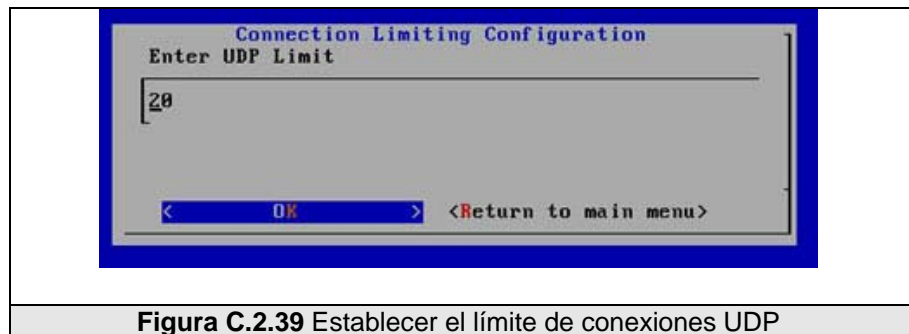 Connection Limiting Configuration
Enter UDP Limit
20
< OK > <Return to main menu>
Figura C.2.39 Establecer el límite de conexiones UDP